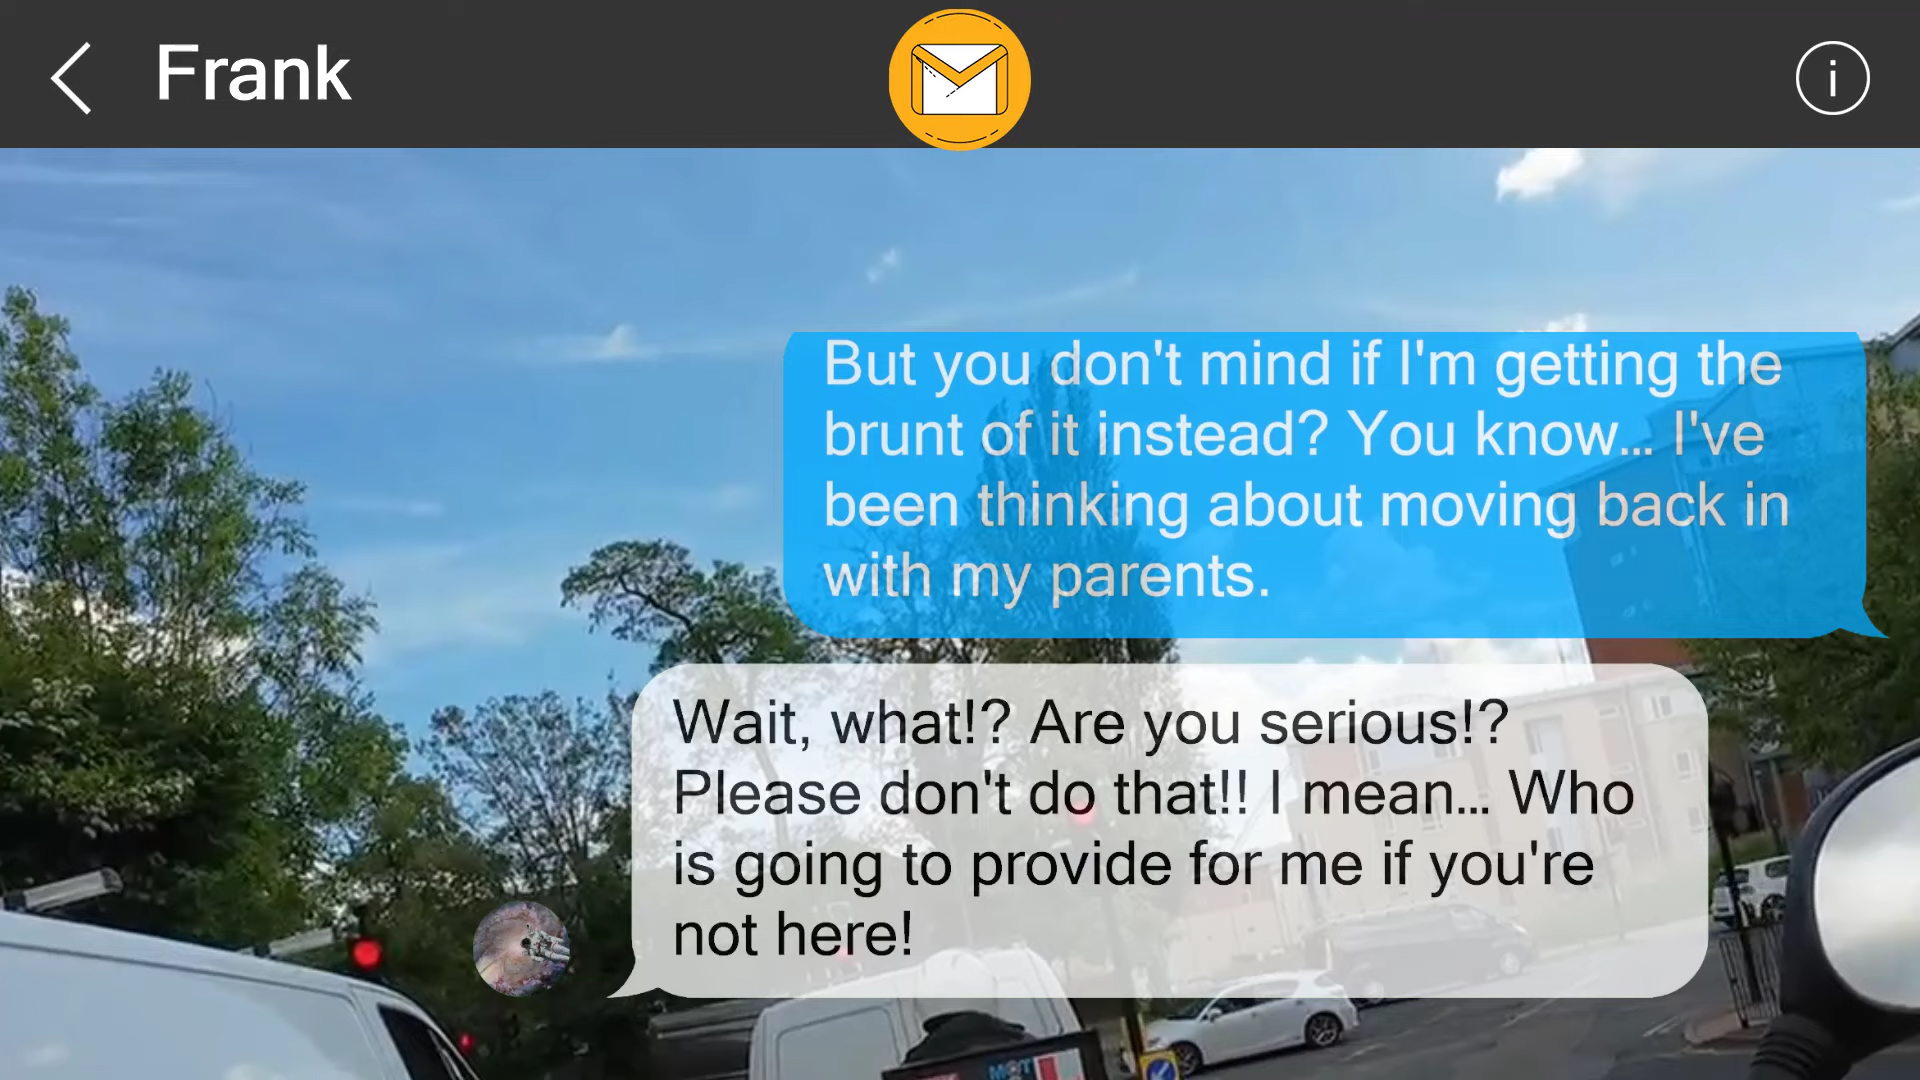 Frank
But you don't mind if I'm getting the
brunt of it instead? You know... I've
been thinking about moving back in
with my parents.
Wait, what!? Are you serious!?
Please don't do that!! I mean... Who
is going to provide for me if you're
not here!
MOT